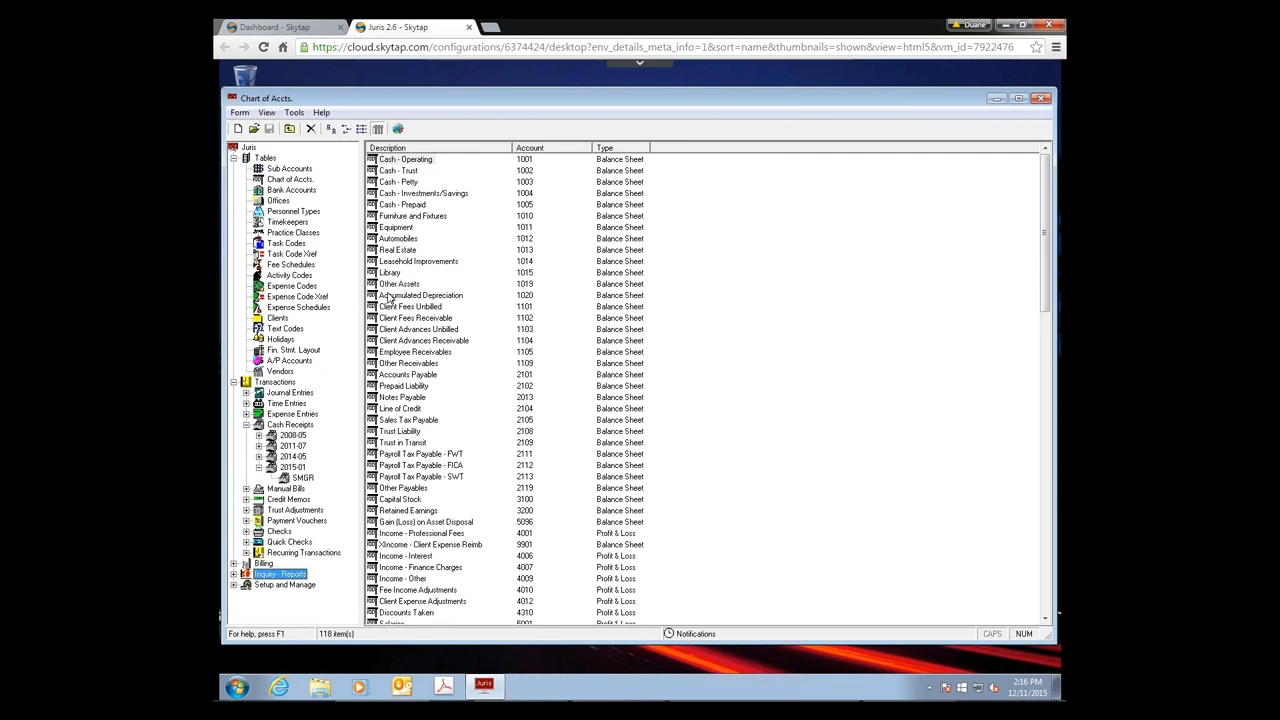 Dashboard - Skytap
Juris 2.6 - Skytap
Duane
https://cloud.skytap.com/configurations/6374424/desktop?env_details_meta_info=1&sort=name&thumbnails=shown&view=html5&vm_id=7922476
Chart of Accts.
Form View Tools Help
Juris
Tables
Sub Accounts
Chart of Accts.
Bank Accounts
Offices
Personnel Types
Timekeepers
Practice Classes
Task Codes
Task Code Xref
Fee Schedules
Activity Codes
Expense Codes
Expense Code Xref
Expense Schedules
Clients
Text Codes
Holidays
Fin. Stmt. Layout
A/P Accounts
Vendors
Transactions
Journal Entries
Time Entries
Expense Entries
Cash Receipts
2008-05
2011-07
2014-05
2015-01
SMGR
Manual Bills
Credit Memos
Trust Adjustments
Payment Vouchers
Checks
Quick Checks
Recurring Transactions
Billing
Inquiry - Reports
Setup and Manage
Description Account Type
Cash - Operating 1001 Balance Sheet
Cash - Trust 1002 Balance Sheet
Cash - Petty 1003 Balance Sheet
Cash - Investments/Savings 1004 Balance Sheet
Cash - Prepaid 1005 Balance Sheet
Furniture and Fixtures 1010 Balance Sheet
Equipment 1011 Balance Sheet
Automobiles 1012 Balance Sheet
Real Estate 1013 Balance Sheet
Leasehold Improvements 1014 Balance Sheet
Library 1015 Balance Sheet
Other Assets 1019 Balance Sheet
Accumulated Depreciation 1020 Balance Sheet
Client Fees Unbilled 1101 Balance Sheet
Client Fees Receivable 1102 Balance Sheet
Client Advances Unbilled 1103 Balance Sheet
Client Advances Receivable 1104 Balance Sheet
Employee Receivables 1105 Balance Sheet
Other Receivables 1109 Balance Sheet
Accounts Payable 2101 Balance Sheet
Prepaid Liability 2102 Balance Sheet
Notes Payable 2013 Balance Sheet
Line of Credit 2104 Balance Sheet
Sales Tax Payable 2105 Balance Sheet
Trust Liability 2108 Balance Sheet
Trust in Transit 2109 Balance Sheet
Payroll Tax Payable - FWT 2111 Balance Sheet
Payroll Tax Payable - FICA 2112 Balance Sheet
Payroll Tax Payable - SWT 2113 Balance Sheet
Other Payables 2119 Balance Sheet
Capital Stock 3100 Balance Sheet
Retained Earnings 3200 Balance Sheet
Gain (Loss) on Asset Disposal 5096 Balance Sheet
Income - Professional Fees 4001 Profit & Loss
XIncome - Client Expense Reimb 9901 Balance Sheet
Income - Interest 4006 Profit & Loss
Income - Finance Charges 4007 Profit & Loss
Income - Other 4009 Profit & Loss
Fee Income Adjustments 4010 Profit & Loss
Client Expense Adjustments 4012 Profit & Loss
Discounts Taken 4310 Profit & Loss
Salaries 5001 Profit & Loss
For help, press F1 118 item(s) Notifications CAPS NUM
Juris
2:16 PM
12/11/2015